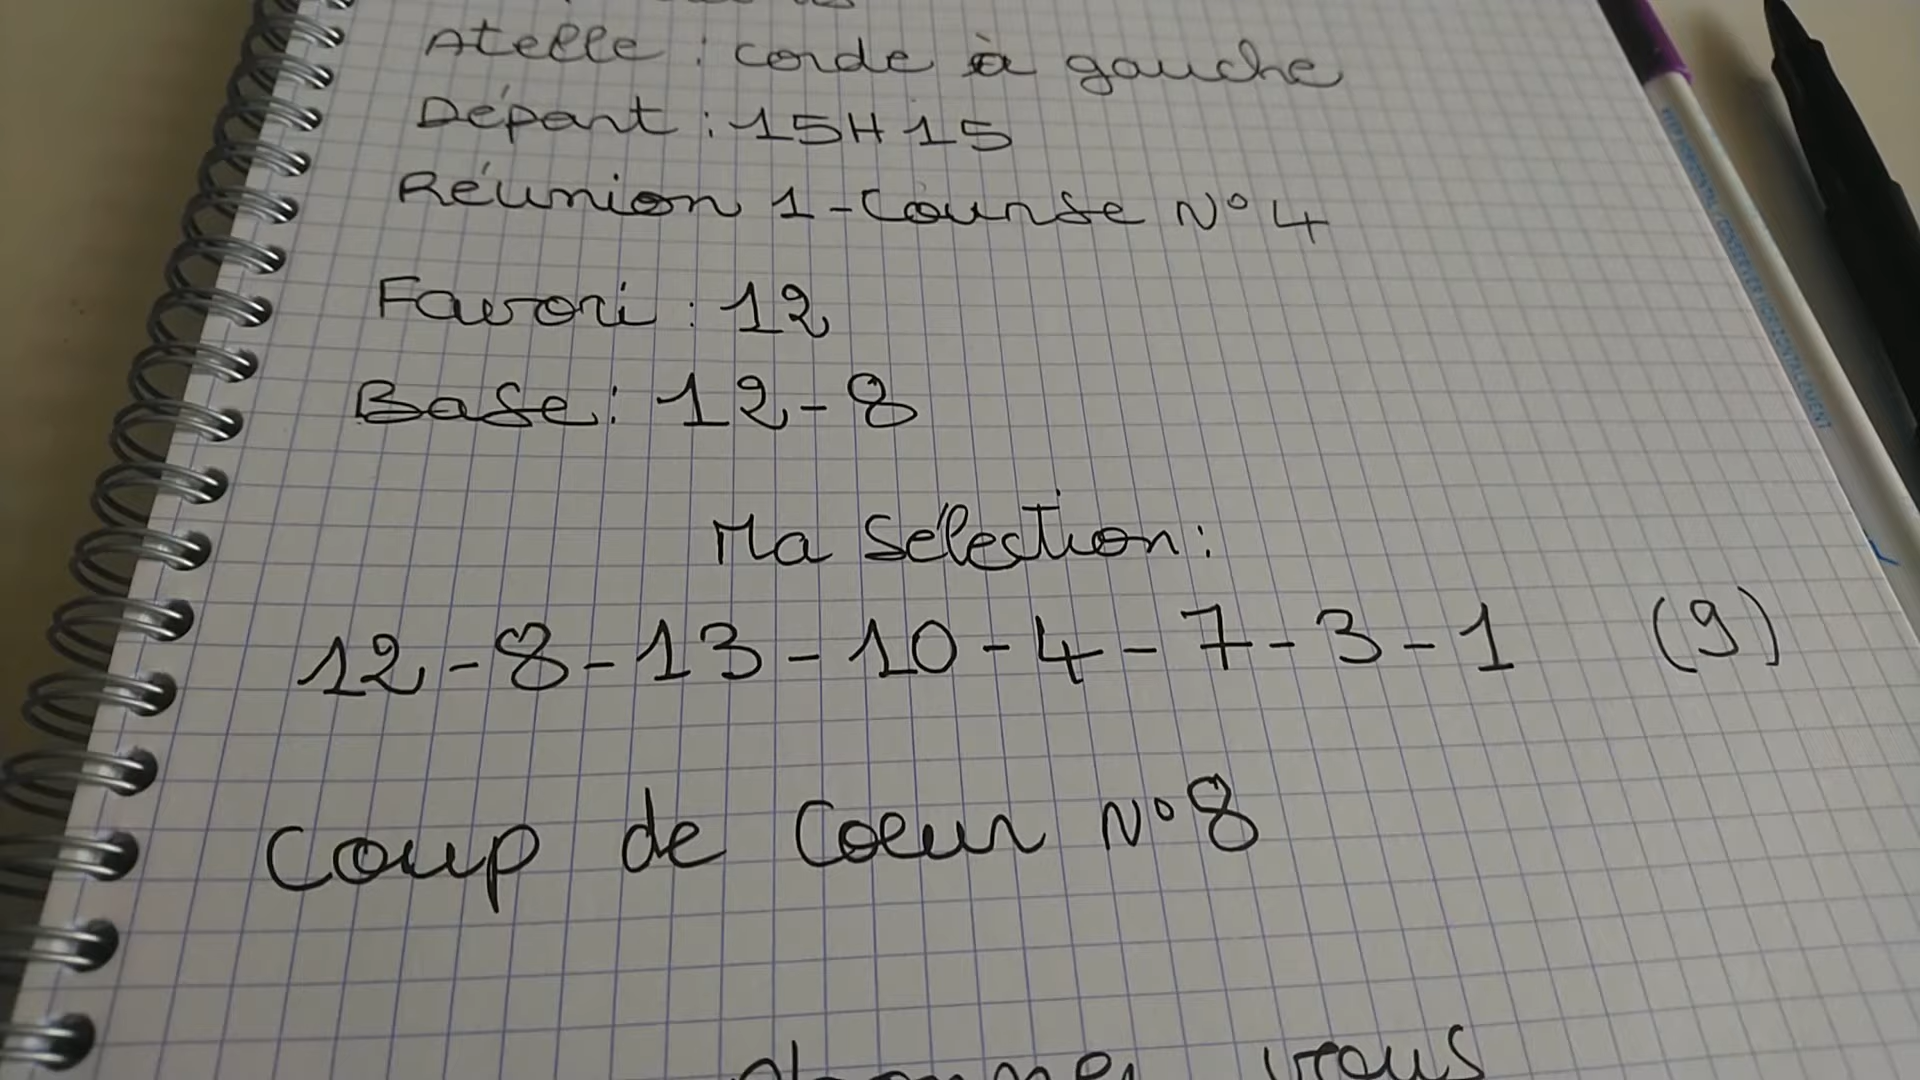 Atelle : corde à gauche
Départ : 15H15
Réunion 1 - Course N° 4
Favori : 12
Base : 12 - 8
Ma Sélection :
12 - 8 - 13 - 10 - 4 - 7 - 3 - 1 (9)
Coup de Coeur N° 8
vous